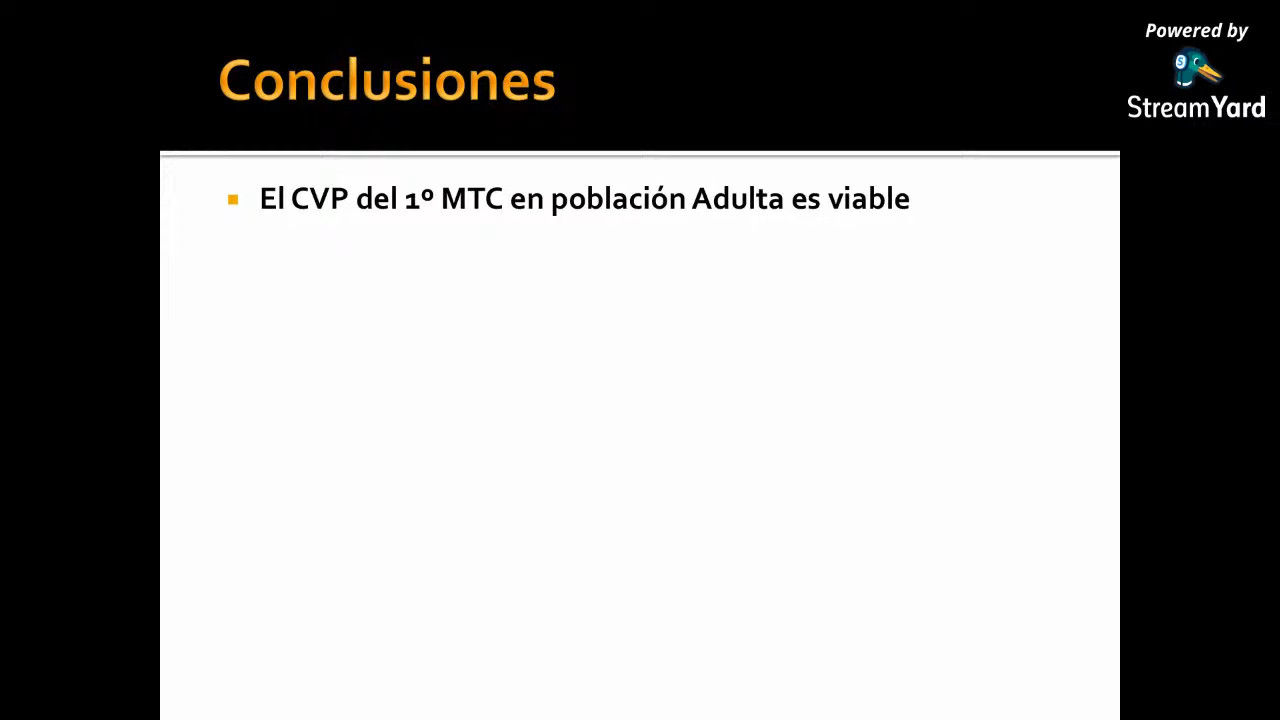 Powered by
StreamYard
Conclusiones
El CVP del 1º MTC en población Adulta es viable